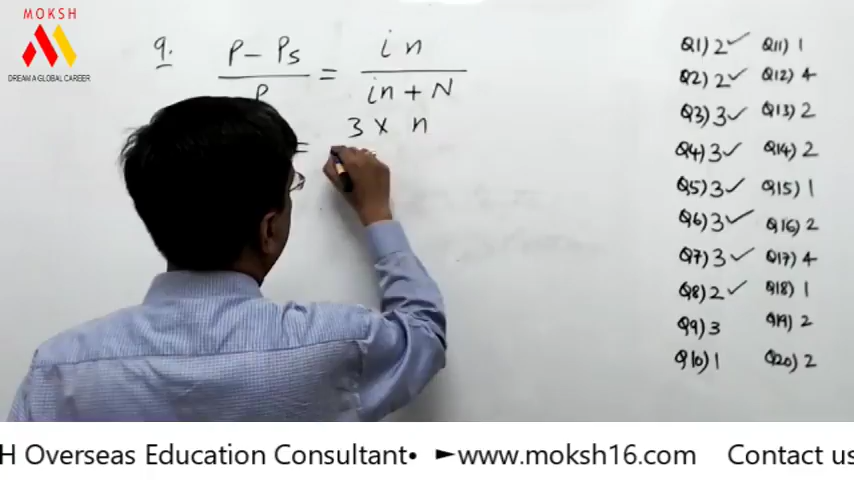 MOKSH
DREAM A GLOBAL CAREER
9.
P - Ps
in
=
P
in + N
3 x n
=
Q1) 2 ✓
Q2) 2 ✓
Q3) 3 ✓
Q4) 3 ✓
Q5) 3 ✓
Q6) 3 ✓
Q7) 3 ✓
Q8) 2 ✓
Q9) 3
Q10) 1
Q11) 1
Q12) 4
Q13) 2
Q14) 2
Q15) 1
Q16) 2
Q17) 4
Q18) 1
Q19) 2
Q20) 2
H Overseas Education Consultant• ►www.moksh16.com Contact us